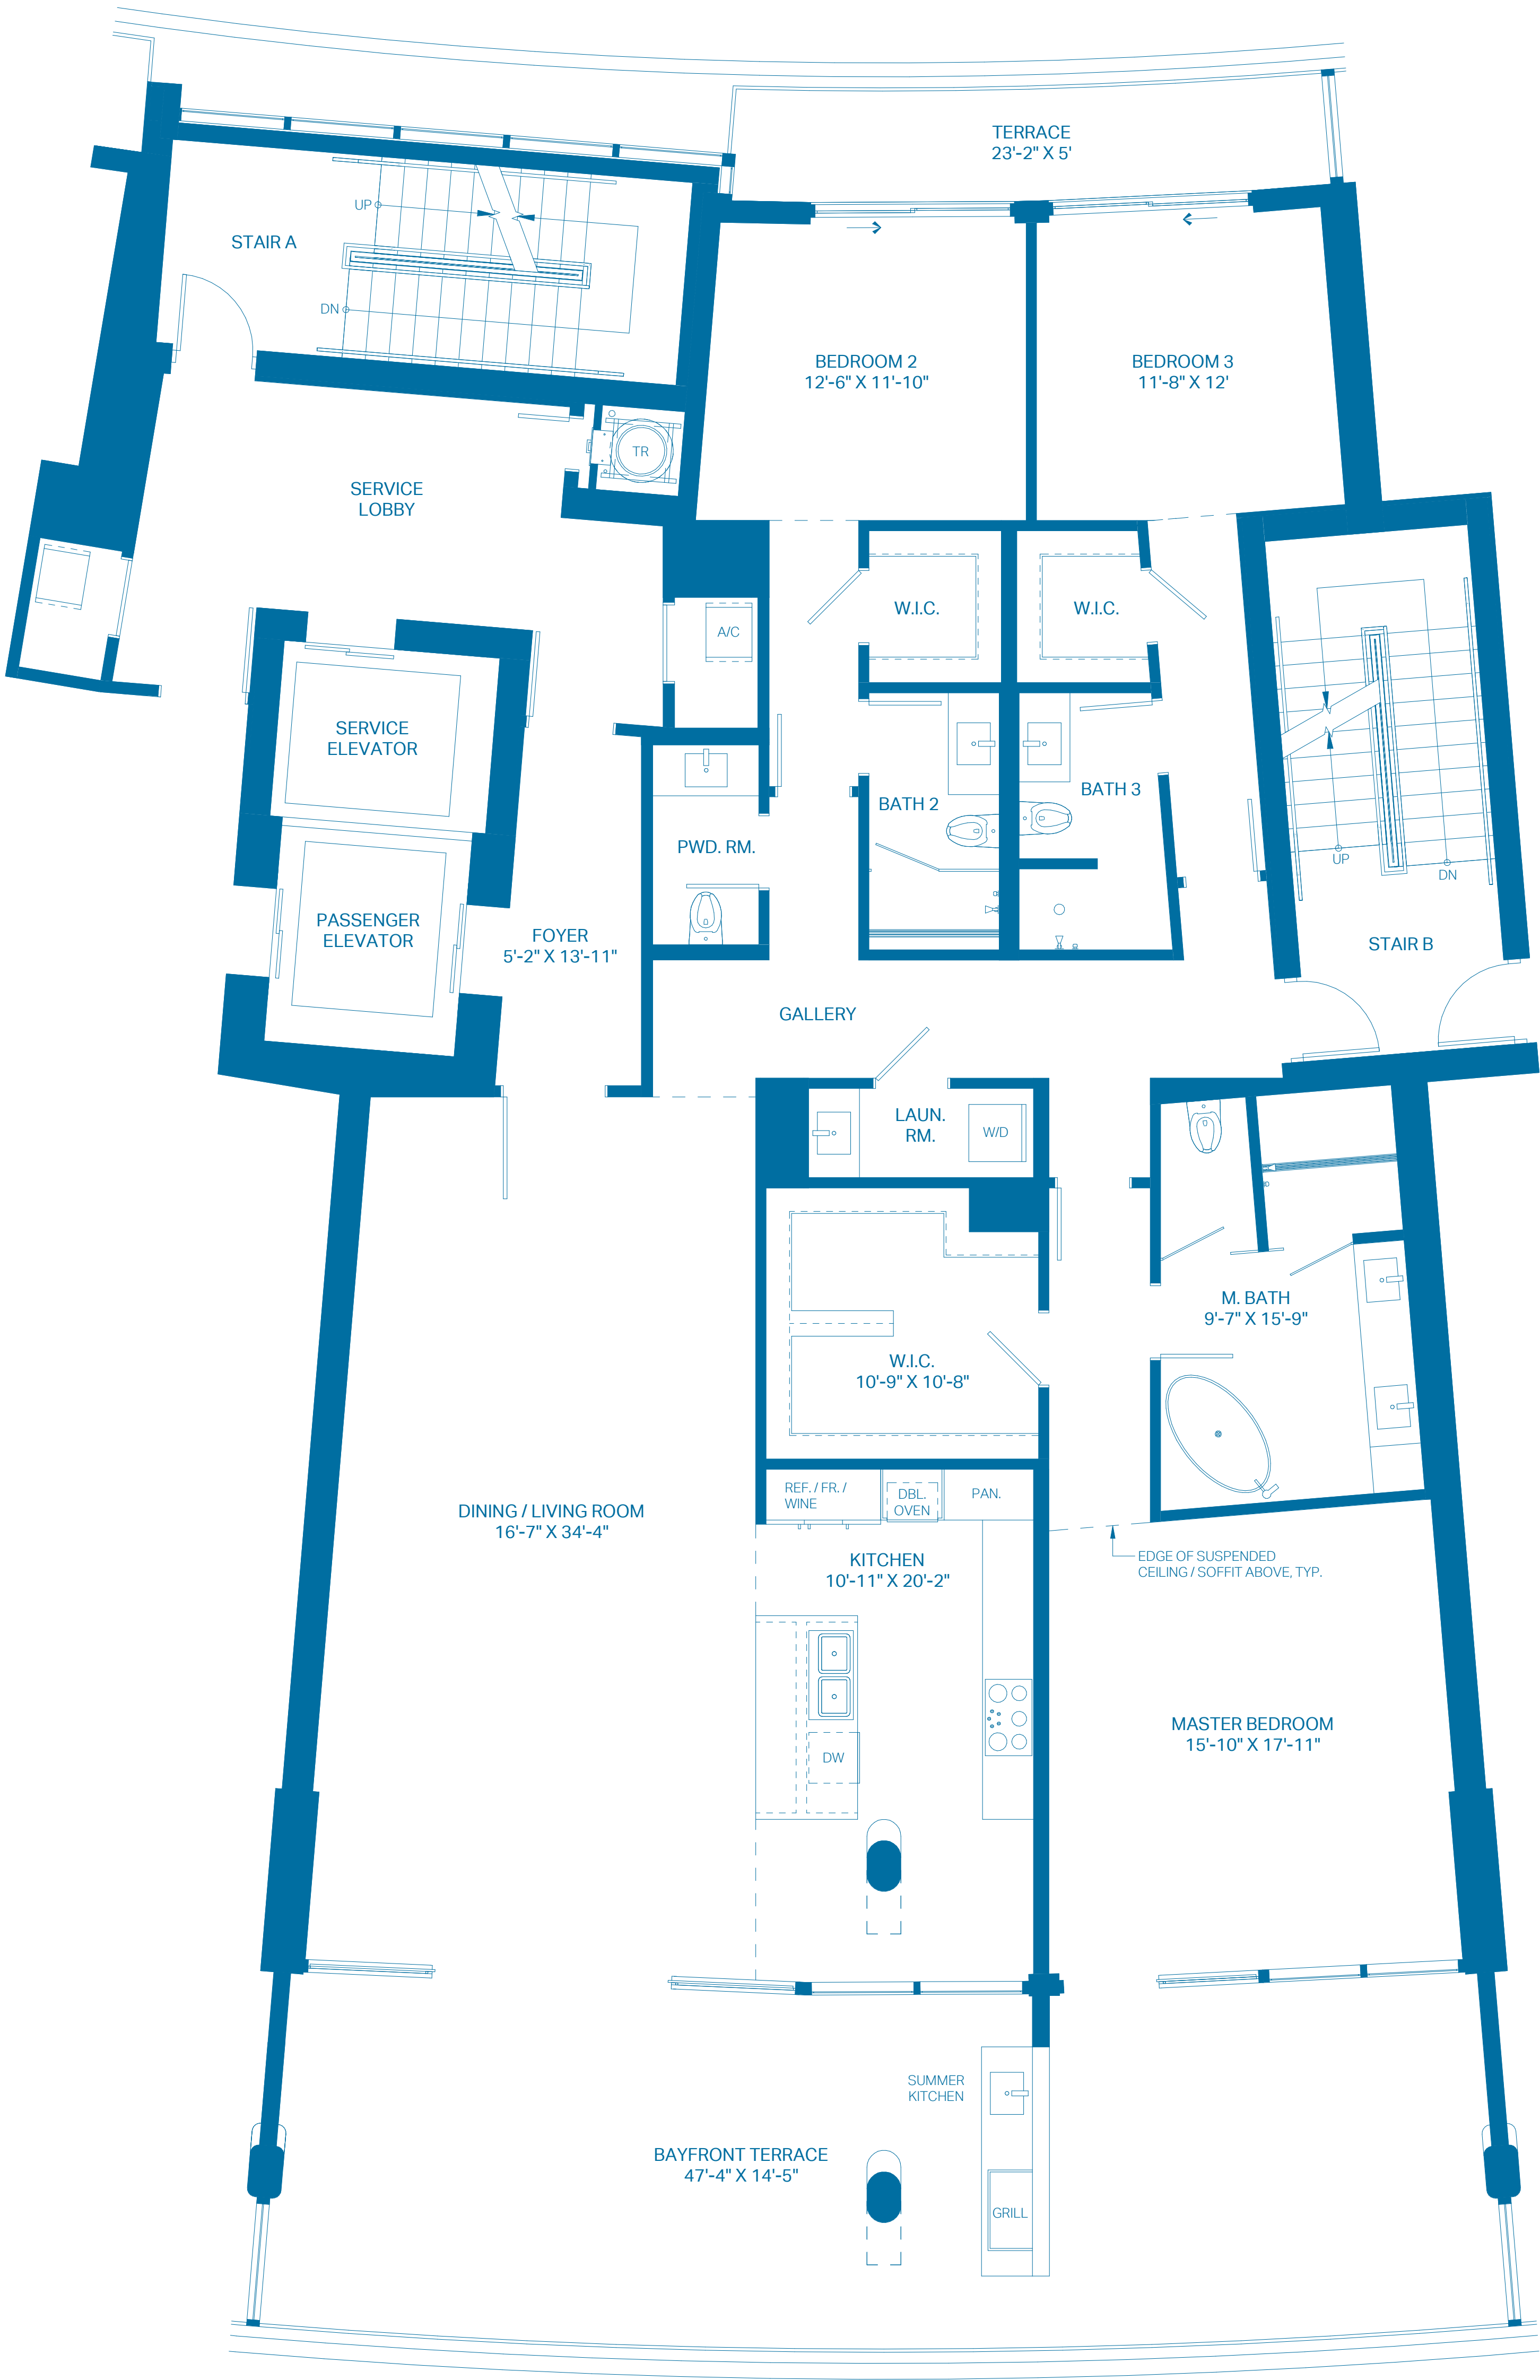 TERRACE
23'-2" X 5'
UP
STAIR A
DN
BEDROOM 2
12'-6" X 11'-10"
BEDROOM 3
11'-8" X 12'
TR
SERVICE
LOBBY
W.I.C.
W.I.C.
A/C
SERVICE
ELEVATOR
BATH 2
BATH 3
PWD. RM.
UP
DN
PASSENGER
ELEVATOR
FOYER
5'-2" X 13'-11"
STAIR B
GALLERY
LAUN.
RM.
W/D
M. BATH
9'-7" X 15'-9"
W.I.C.
10'-9" X 10'-8"
REF. / FR. /
WINE
DBL.
OVEN
PAN.
DINING / LIVING ROOM
16'-7" X 34'-4"
KITCHEN
10'-11" X 20'-2"
EDGE OF SUSPENDED
CEILING / SOFFIT ABOVE, TYP.
DW
MASTER BEDROOM
15'-10" X 17'-11"
SUMMER
KITCHEN
BAYFRONT TERRACE
47'-4" X 14'-5"
GRILL